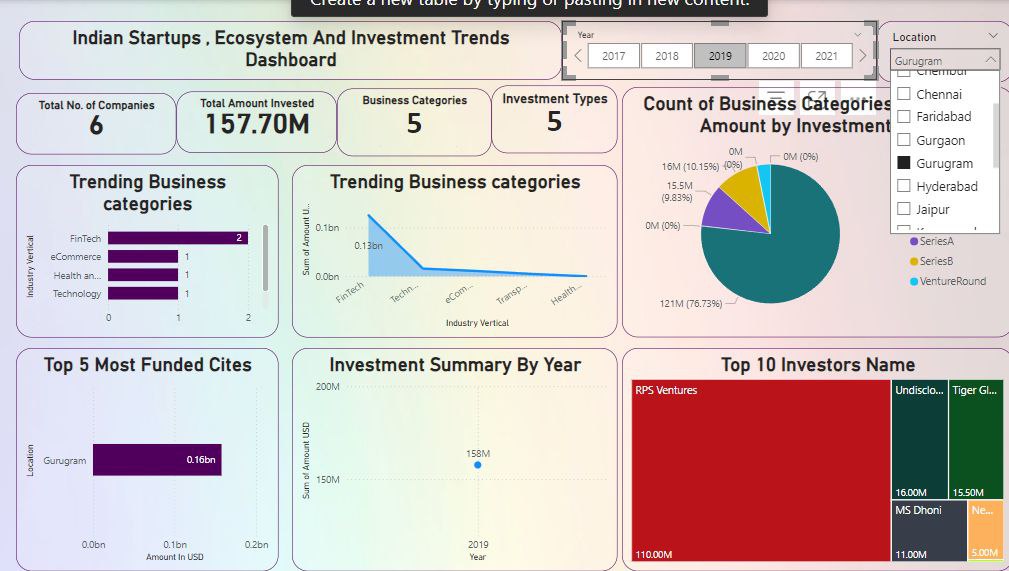 Create a new table by typing or pasting in new content.
Indian Startups , Ecosystem And Investment Trends
Dashboard
Year
2017
2018
2019
2020
2021
Location
Gurugram
Chembur
Chennai
Faridabad
Gurgaon
Gurugram
Hyderabad
Jaipur
Total No. of Companies
6
Total Amount Invested
157.70M
Business Categories
5
Investment Types
5
Count of Business Categories
Amount by Investment
0M
(0%)
0M (0%)
16M (10.15%)
15.5M
(9.83%)
0M (0%)
121M (76.73%)
SeriesA
SeriesB
VentureRound
Trending Business
categories
Industry Vertical
FinTech
2
eCommerce
1
Health an...
1
Technology
1
0
1
2
Trending Business categories
Sum of Amount U...
0.1bn
0.13bn
0.0bn
FinTech
Techn...
eCom...
Transp...
Health...
Industry Vertical
Top 5 Most Funded Cites
Location
Gurugram
0.16bn
0.0bn
0.1bn
0.2bn
Amount In USD
Investment Summary By Year
Sum of Amount USD
200M
158M
150M
2019
Year
Top 10 Investors Name
RPS Ventures
110.00M
Undisclo...
16.00M
Tiger Gl...
15.50M
MS Dhoni
11.00M
Ne...
5.00M